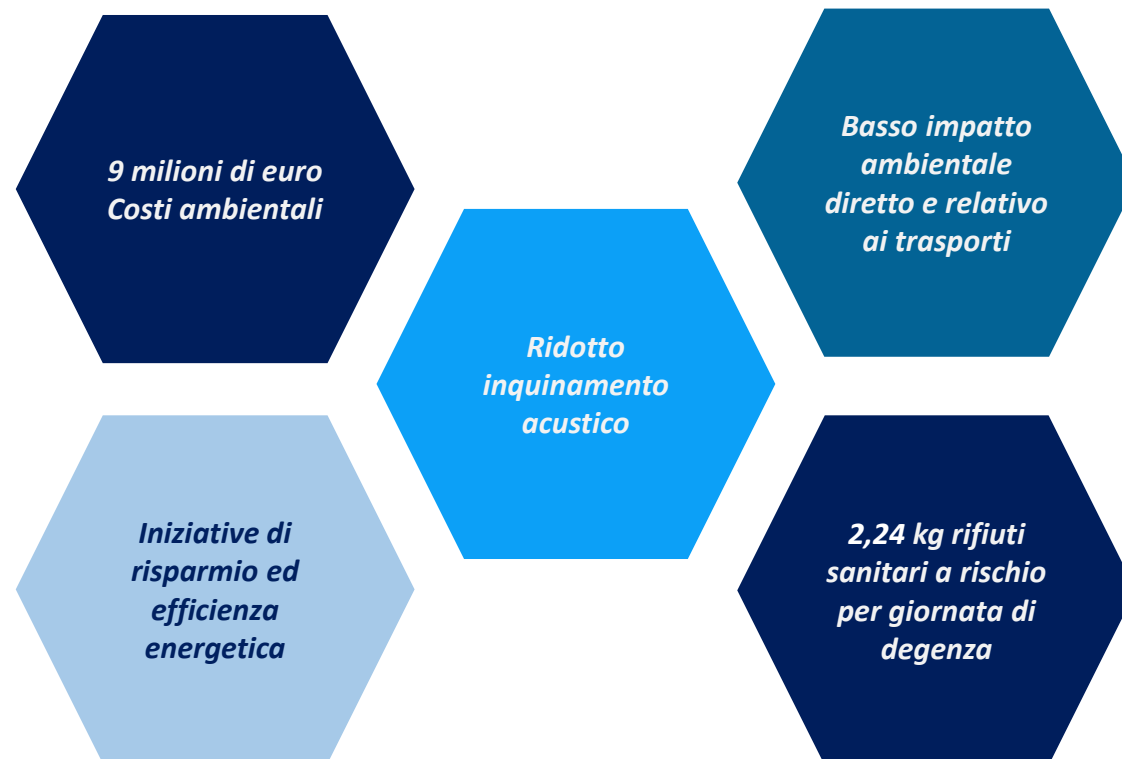 9 milioni di euro
Costi ambientali
Basso impatto
ambientale
diretto e relativo
ai trasporti
Ridotto
inquinamento
acustico
Iniziative di
risparmio ed
efficienza
energetica
2,24 kg rifiuti
sanitari a rischio
per giornata di
degenza